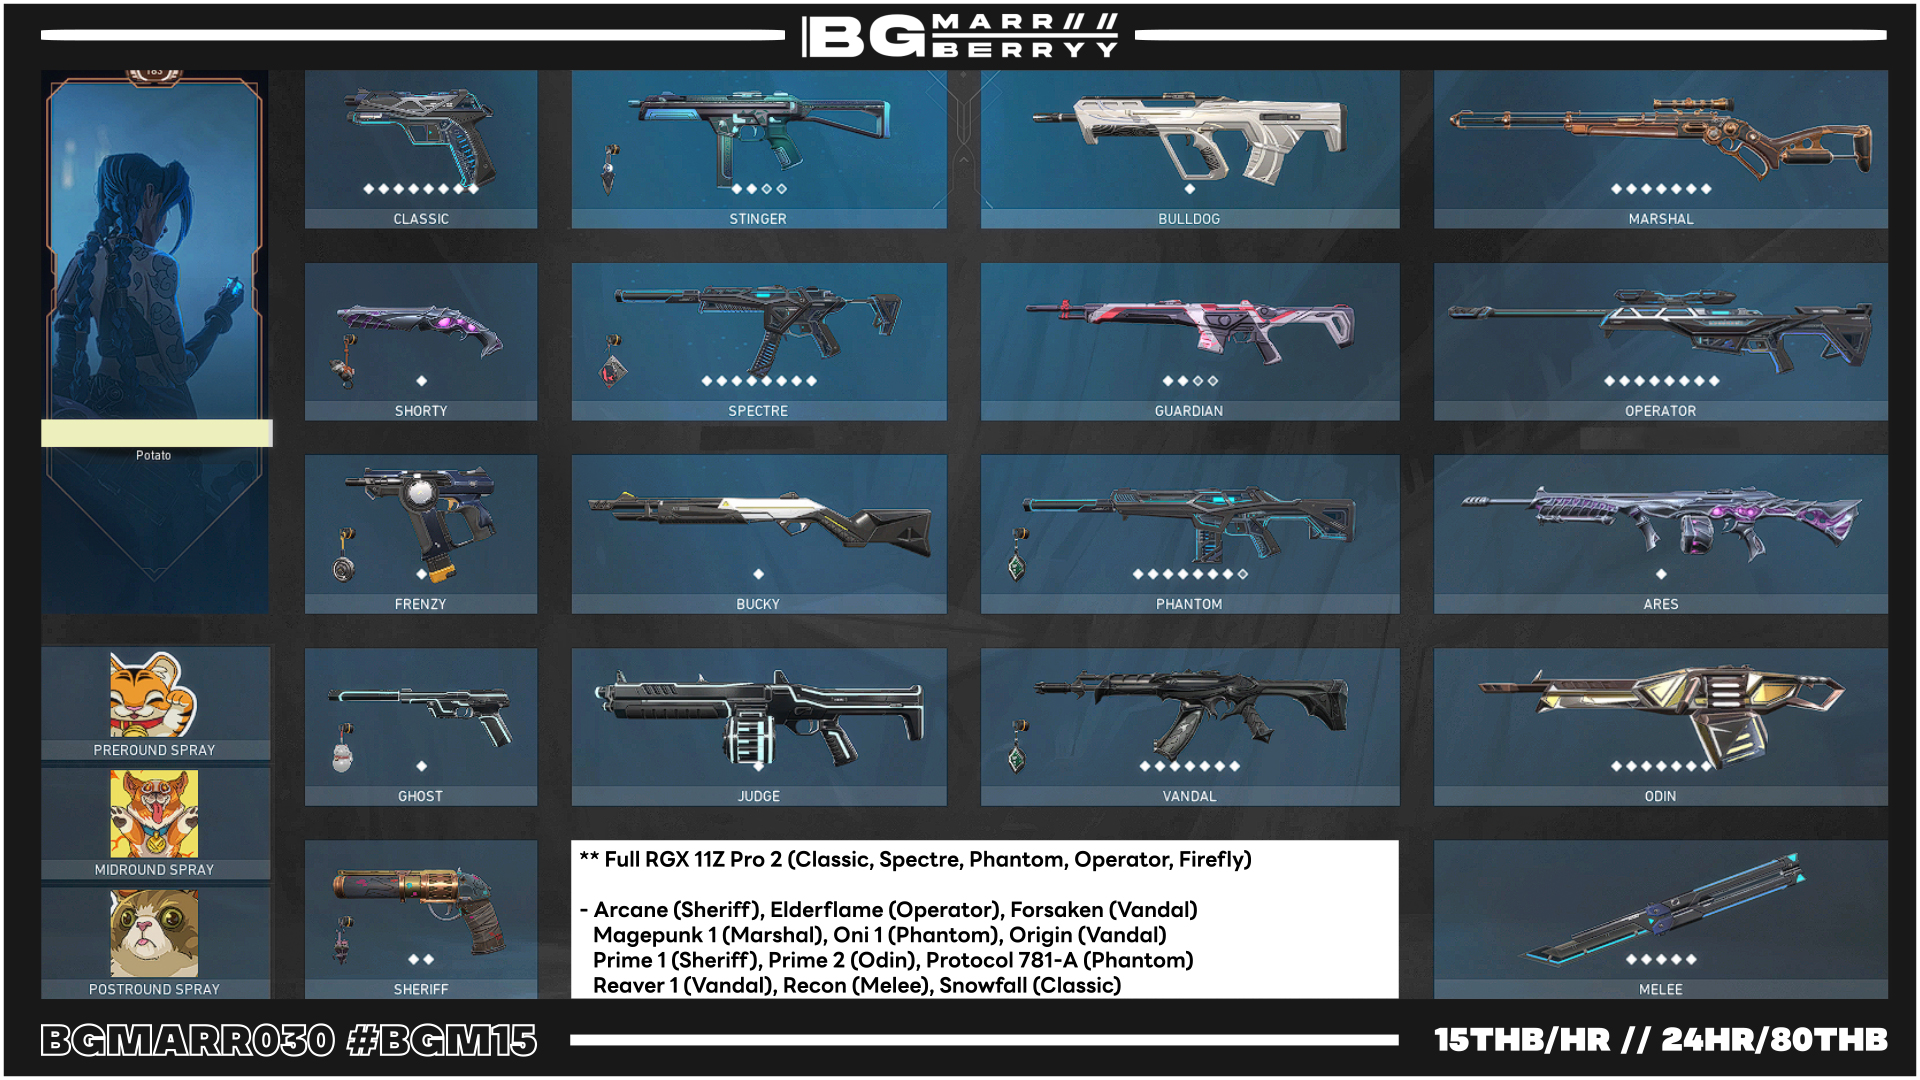 BG MARR// //
BERRYY
183
Potato
CLASSIC
STINGER
BULLDOG
MARSHAL
SHORTY
SPECTRE
GUARDIAN
OPERATOR
FRENZY
BUCKY
PHANTOM
ARES
PREROUND SPRAY
GHOST
JUDGE
VANDAL
ODIN
MIDROUND SPRAY
POSTROUND SPRAY
SHERIFF
** Full RGX 11Z Pro 2 (Classic, Spectre, Phantom, Operator, Firefly)
- Arcane (Sheriff), Elderflame (Operator), Forsaken (Vandal)
Magepunk 1 (Marshal), Oni 1 (Phantom), Origin (Vandal)
Prime 1 (Sheriff), Prime 2 (Odin), Protocol 781-A (Phantom)
Reaver 1 (Vandal), Recon (Melee), Snowfall (Classic)
MELEE
BGMARR030 #BGM15
15THB/HR // 24HR/80THB